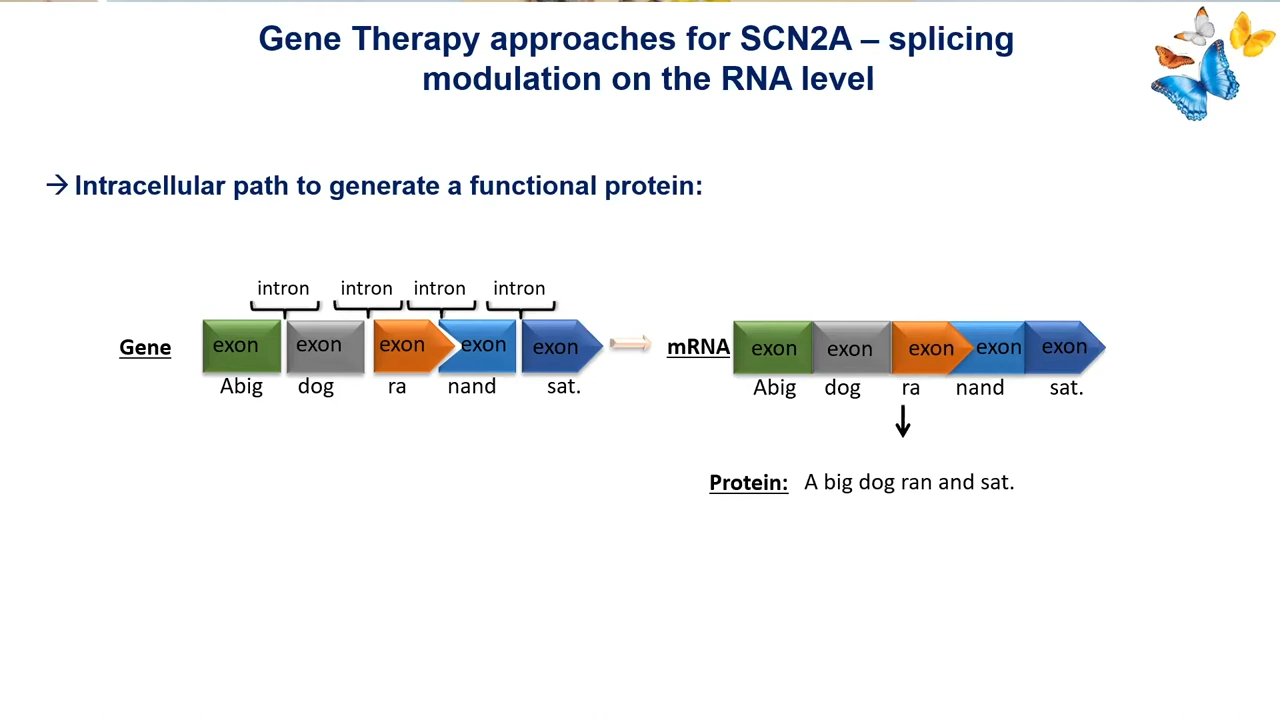 Gene Therapy approaches for SCN2A – splicing
modulation on the RNA level
→ Intracellular path to generate a functional protein:
intron intron intron intron
Gene exon exon exon exon exon mRNA exon exon exon exon exon
Abig dog ra nand sat. Abig dog ra nand sat.
Protein: A big dog ran and sat.